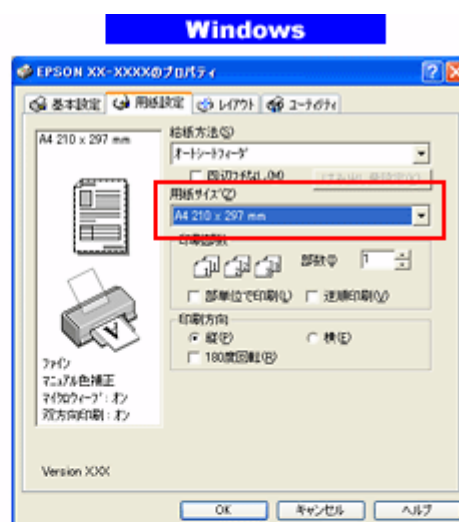 Windows
EPSON XX-XXXXのプロパティ
基本設定 用紙設定 レイアウト ユーティリティ
A4 210 x 297 mm
給紙方法(S)
オートシートフィーダ
四辺フチなし(M)
用紙サイズ(Z)
A4 210 x 297 mm
印刷部数
部数(I) 1
部単位で印刷(L) 逆順印刷(V)
印刷方向
縦(P) 横(E)
180度回転(B)
ファイン
マニュアル色補正
マイクロウィーブ:オン
双方向印刷:オン
Version XXX
OK キャンセル ヘルプ